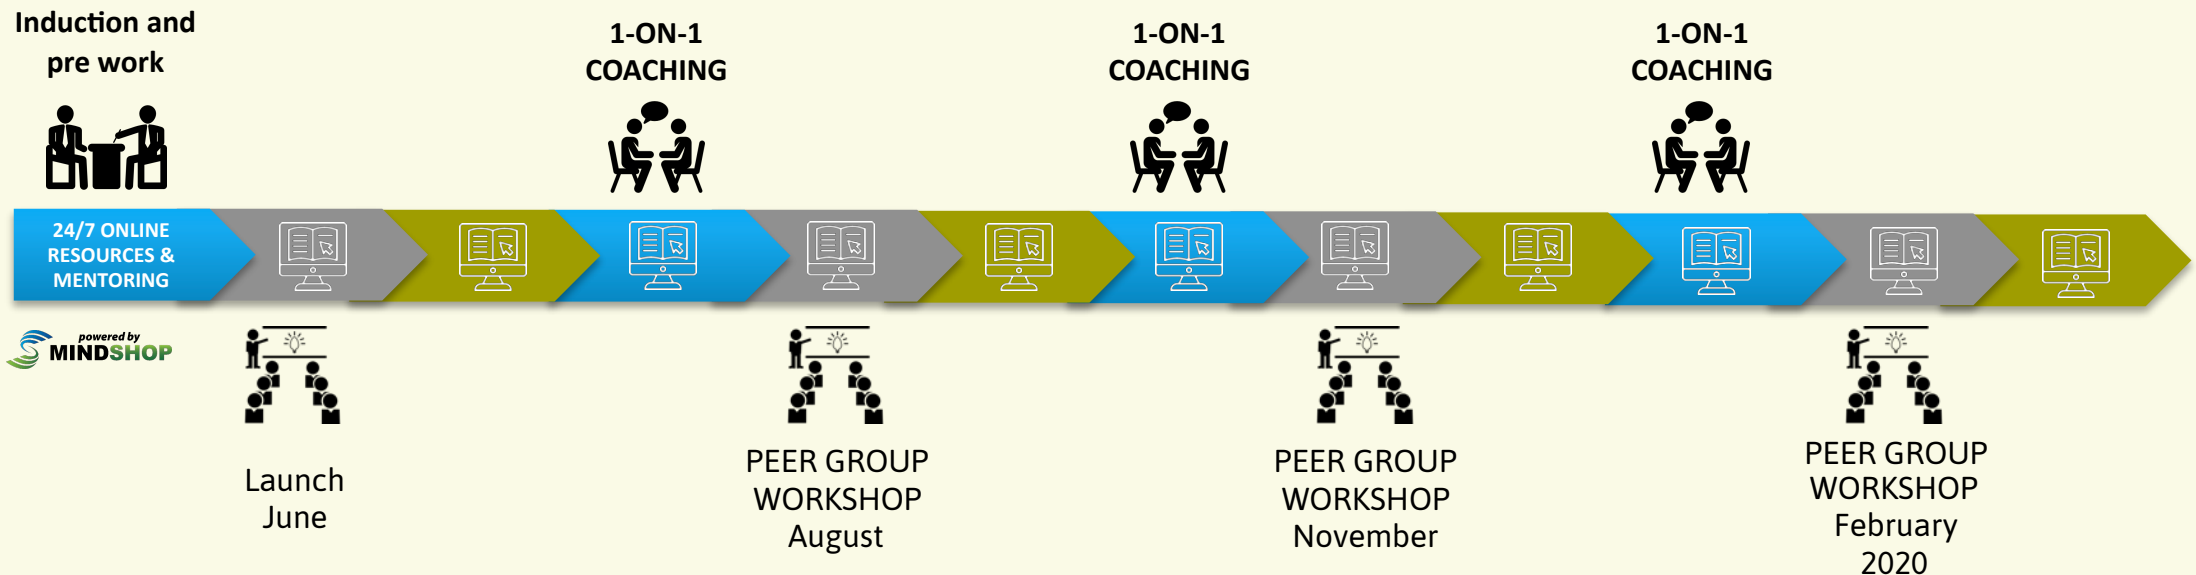 Induction and
pre work
1-ON-1
COACHING
1-ON-1
COACHING
1-ON-1
COACHING
24/7 ONLINE
RESOURCES &
MENTORING
powered by
MINDSHOP
Launch
June
PEER GROUP
WORKSHOP
August
PEER GROUP
WORKSHOP
November
PEER GROUP
WORKSHOP
February
2020